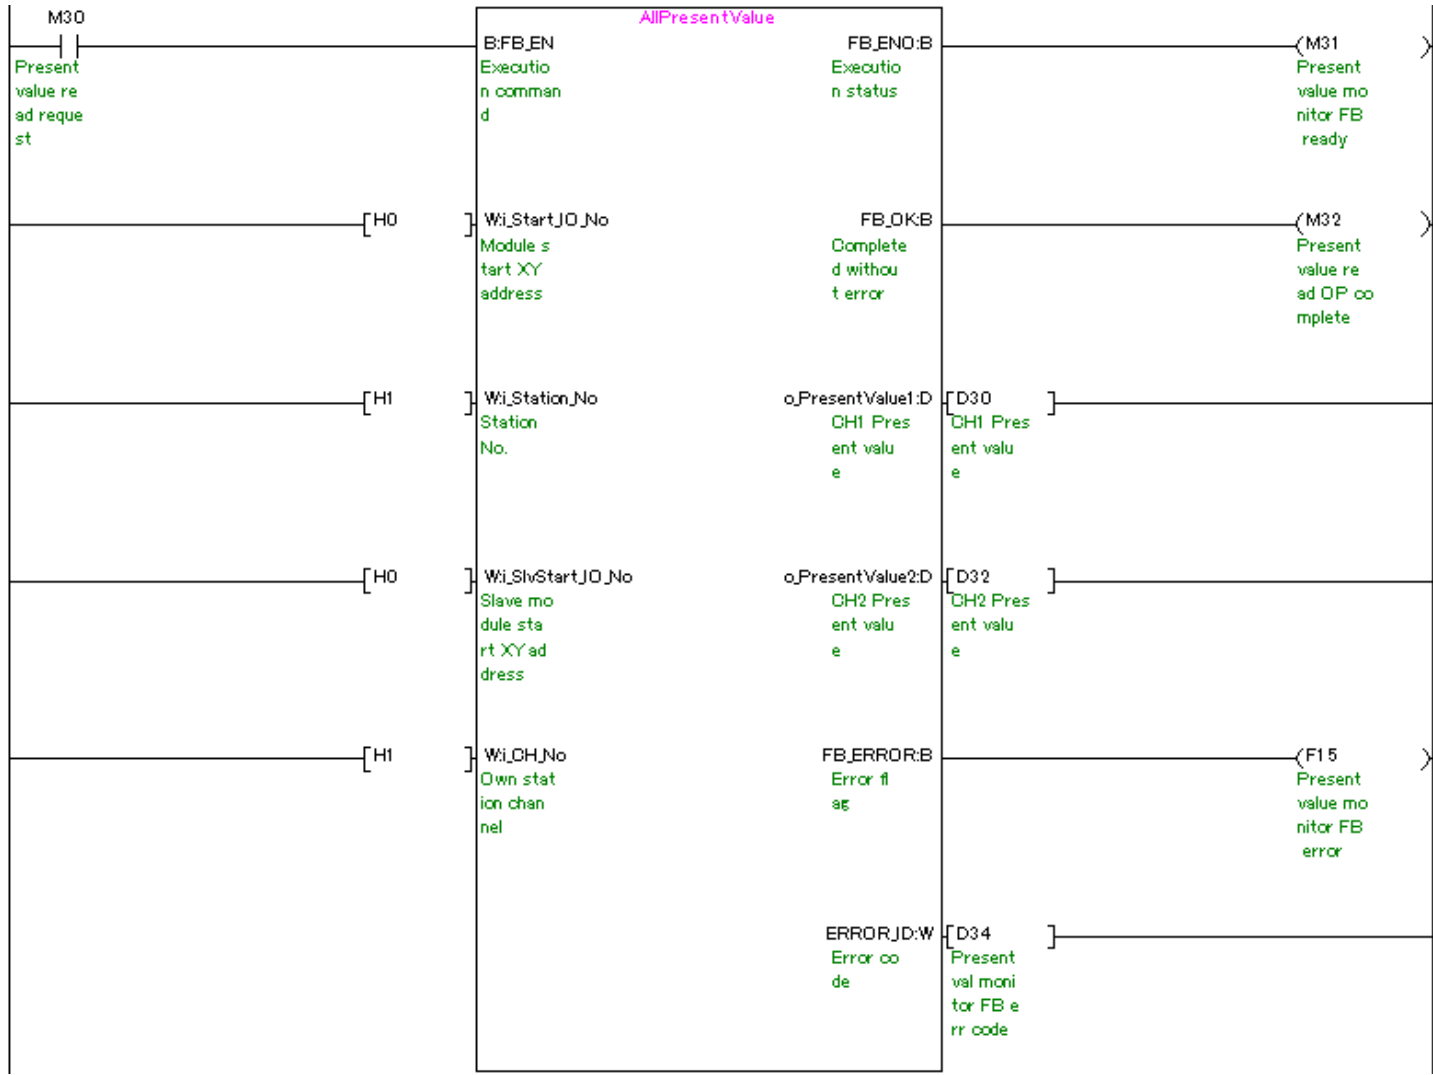 M30
Present
value re
ad reque
st
AllPresentValue
B:FB_EN
Executio
n comman
d
FB_ENO:B
Executio
n status
M31
Present
value mo
nitor FB
ready
H0
W:i_Start_IO_No
Module s
tart XY
address
FB_OK:B
Complete
d withou
t error
M32
Present
value re
ad OP co
mplete
H1
W:i_Station_No
Station
No.
o_PresentValue1:D
CH1 Pres
ent valu
e
D30
CH1 Pres
ent valu
e
H0
W:i_SlvStart_IO_No
Slave mo
dule sta
rt XY ad
dress
o_PresentValue2:D
CH2 Pres
ent valu
e
D32
CH2 Pres
ent valu
e
H1
W:i_CH_No
Own stat
ion chan
nel
FB_ERROR:B
Error fl
ag
F15
Present
value mo
nitor FB
error
ERROR_ID:W
Error co
de
D34
Present
val moni
tor FB e
rr code